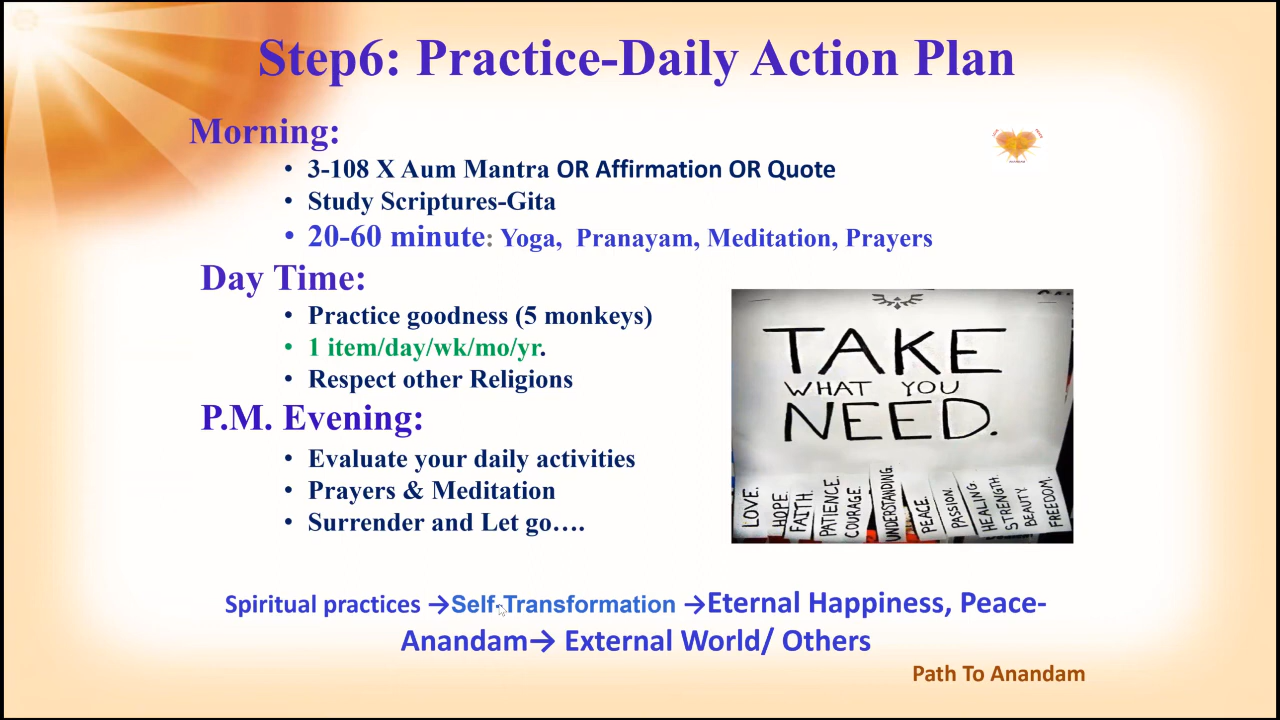 Step6: Practice-Daily Action Plan
Morning:
• 3-108 X Aum Mantra OR Affirmation OR Quote
• Study Scriptures-Gita
• 20-60 minute: Yoga, Pranayam, Meditation, Prayers
Day Time:
• Practice goodness (5 monkeys)
• 1 item/day/wk/mo/yr.
• Respect other Religions
P.M. Evening:
• Evaluate your daily activities
• Prayers & Meditation
• Surrender and Let go….
TAKE
WHAT YOU
NEED.
LOVE.
HOPE.
FAITH.
PATIENCE.
COURAGE.
UNDERSTANDING.
PEACE.
PASSION.
HEALING.
STRENGTH.
BEAUTY.
FREEDOM.
Spiritual practices →Self-Transformation →Eternal Happiness, Peace-
Anandam→ External World/ Others
Path To Anandam